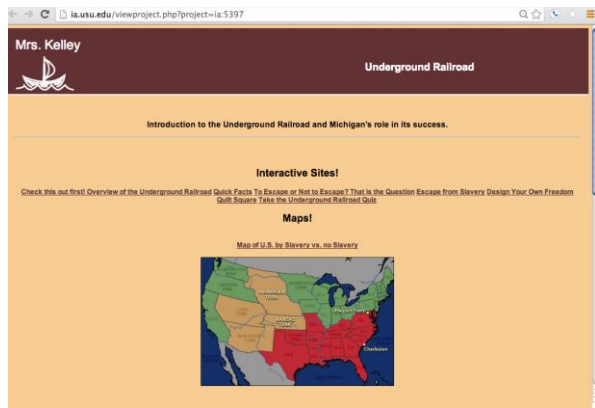 ia.usu.edu/viewproject.php?project=ia:5397
Mrs. Kelley
Underground Railroad
Introduction to the Underground Railroad and Michigan's role in its success.
Interactive Sites!
Check this out first! Overview of the Underground Railroad Quick Facts To Escape or Not to Escape? That is the Question Escape from Slavery Design Your Own Freedom
Quilt Square Take the Underground Railroad Quiz
Maps!
Map of U.S. by Slavery vs. no Slavery
Harpers Ferry
Charleston